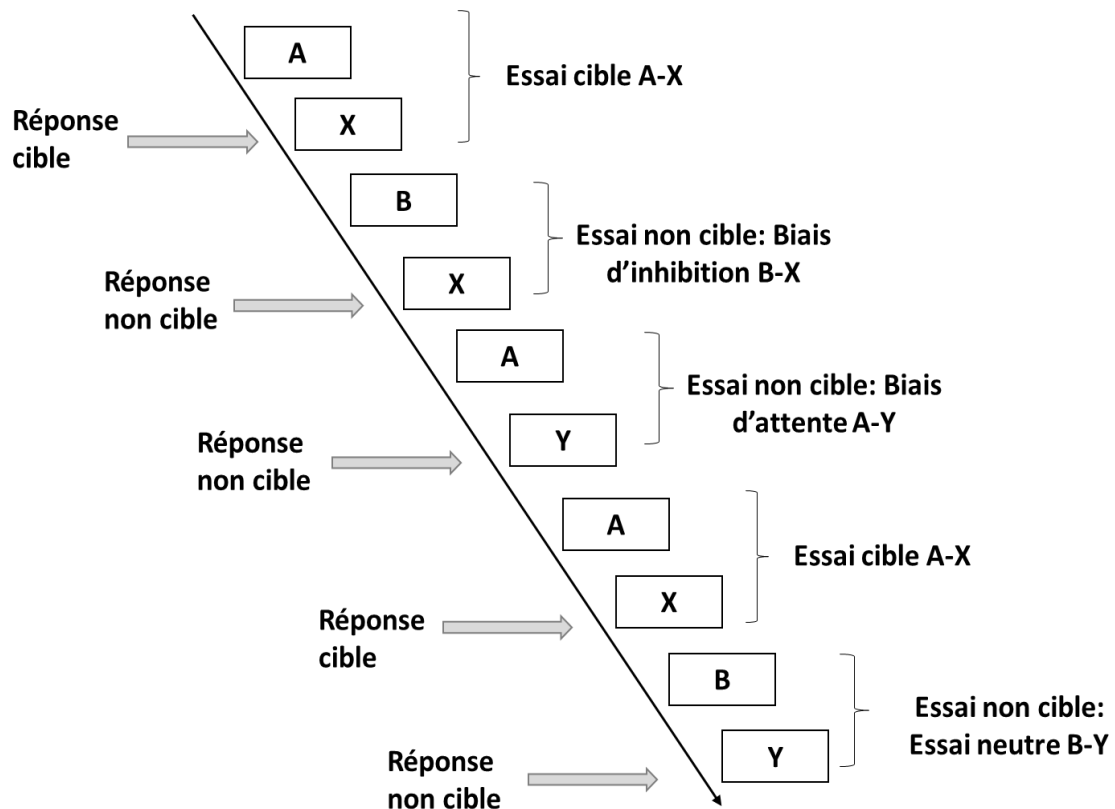 A
Essai cible A-X
X
Réponse
cible
B
Essai non cible: Biais
d’inhibition B-X
X
Réponse
non cible
A
Essai non cible: Biais
d’attente A-Y
Y
Réponse
non cible
A
Essai cible A-X
X
Réponse
cible
B
Essai non cible:
Essai neutre B-Y
Y
Réponse
non cible